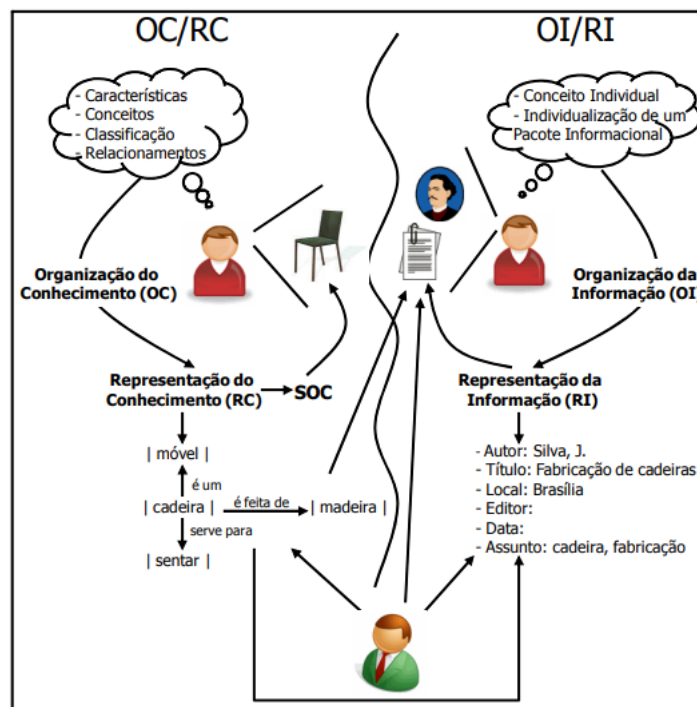 OC/RC
- Características
- Conceitos
- Classificação
- Relacionamentos
Organização do
Conhecimento (OC)
Representação do
Conhecimento (RC)
SOC
| móvel |
é um
| cadeira |
é feita de
| madeira |
serve para
| sentar |
OI/RI
- Conceito Individual
- Individualização de um
Pacote Informacional
Organização da
Informação (OI)
Representação da
Informação (RI)
- Autor: Silva, J.
- Título: Fabricação de cadeiras
- Local: Brasília
- Editor:
- Data:
- Assunto: cadeira, fabricação